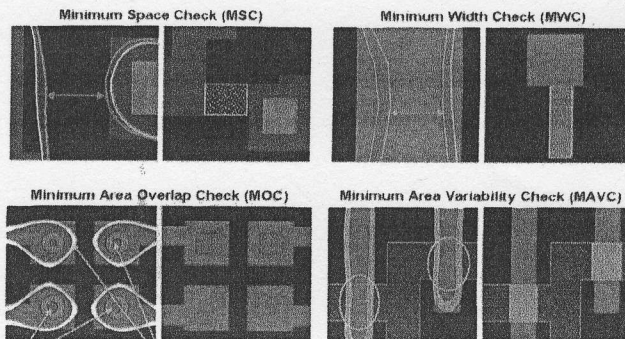 Minimum Space Check (MSC)
Minimum Width Check (MWC)
Minimum Area Overlap Check (MOC)
Minimum Area Variability Check (MAVC)